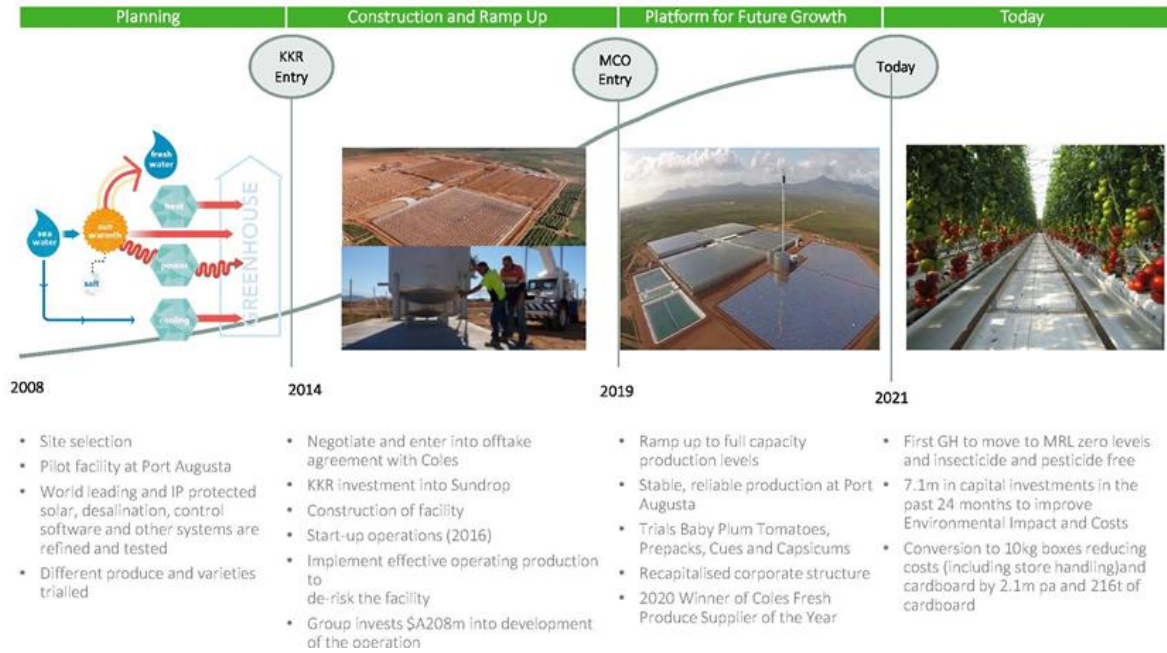 Planning
Construction and Ramp Up
Platform for Future Growth
Today
KKR
Entry
MCO
Entry
Today
fresh
water
sea
water
sun
warmth
salt
heat
power
cooling
GREENHOUSE
2008
2014
2019
2021
• Site selection
• Pilot facility at Port Augusta
• World leading and IP protected
solar, desalination, control
software and other systems are
refined and tested
• Different produce and varieties
trialled
• Negotiate and enter into offtake
agreement with Coles
• KKR investment into Sundrop
• Construction of facility
• Start-up operations (2016)
• Implement effective operating production
to
de-risk the facility
• Group invests $A208m into development
of the operation
• Ramp up to full capacity
production levels
• Stable, reliable production at Port
Augusta
• Trials Baby Plum Tomatoes,
Prepacks, Cues and Capsicums
• Recapitalised corporate structure
• 2020 Winner of Coles Fresh
Produce Supplier of the Year
• First GH to move to MRL zero levels
and insecticide and pesticide free
• 7.1m in capital investments in the
past 24 months to improve
Environmental Impact and Costs
• Conversion to 10kg boxes reducing
costs (including store handling)and
cardboard by 2.1m pa and 216t of
cardboard